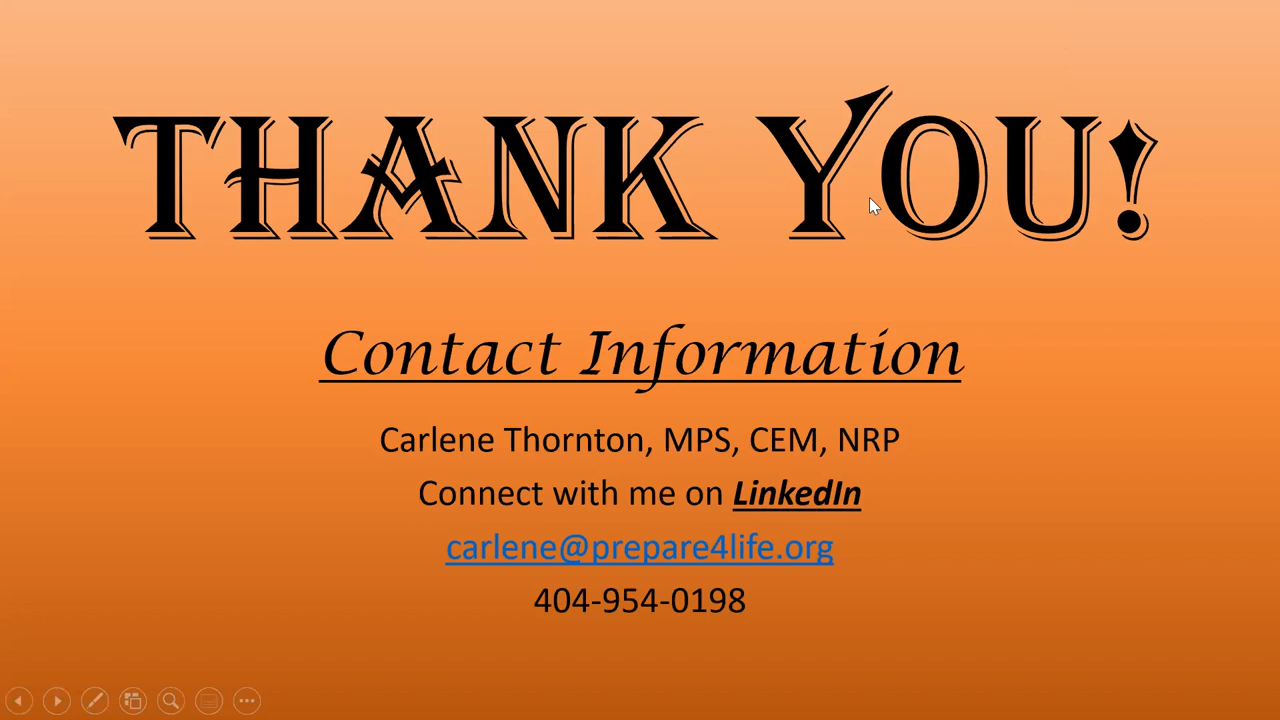 THANK YOU!
Contact Information
Carlene Thornton, MPS, CEM, NRP
Connect with me on LinkedIn
carlene@prepare4life.org
404-954-0198